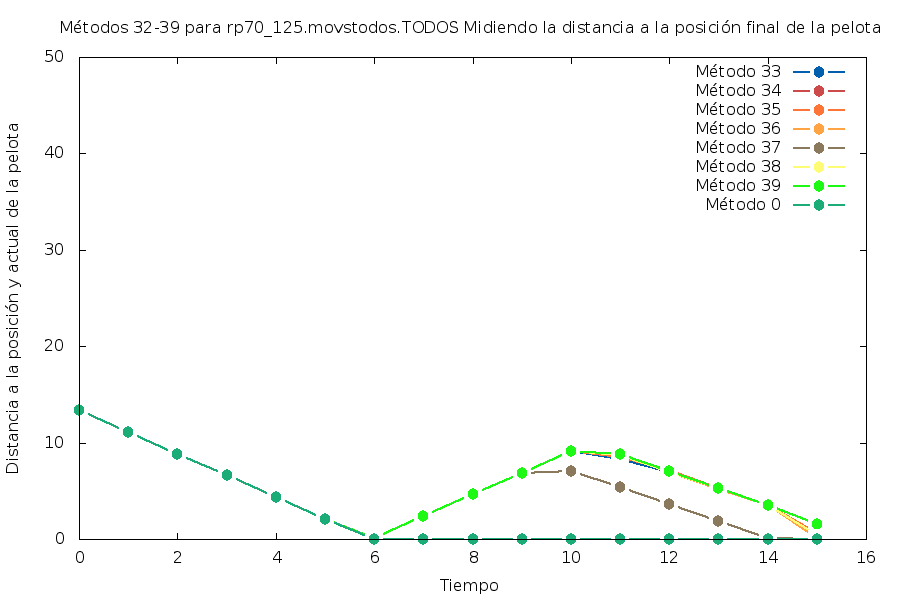 Métodos 32-39 para rp70_125.movstodos.TODOS Midiendo la distancia a la posición final de la pelota
Distancia a la posición y actual de la pelota
50
40
30
20
10
0
Método 33
Método 34
Método 35
Método 36
Método 37
Método 38
Método 39
Método 0
0 2 4 6 8 10 12 14 16
Tiempo